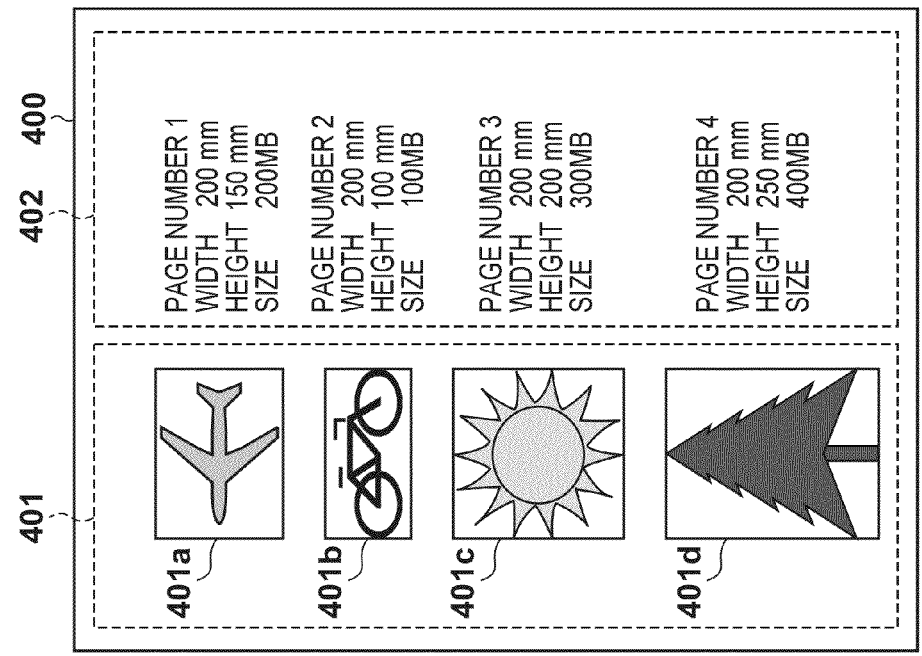 400
402
401
401a
PAGE NUMBER 1
WIDTH 200 mm
HEIGHT 150 mm
SIZE 200MB
401b
PAGE NUMBER 2
WIDTH 200 mm
HEIGHT 100 mm
SIZE 100MB
401c
PAGE NUMBER 3
WIDTH 200 mm
HEIGHT 200 mm
SIZE 300MB
401d
PAGE NUMBER 4
WIDTH 200 mm
HEIGHT 250 mm
SIZE 400MB